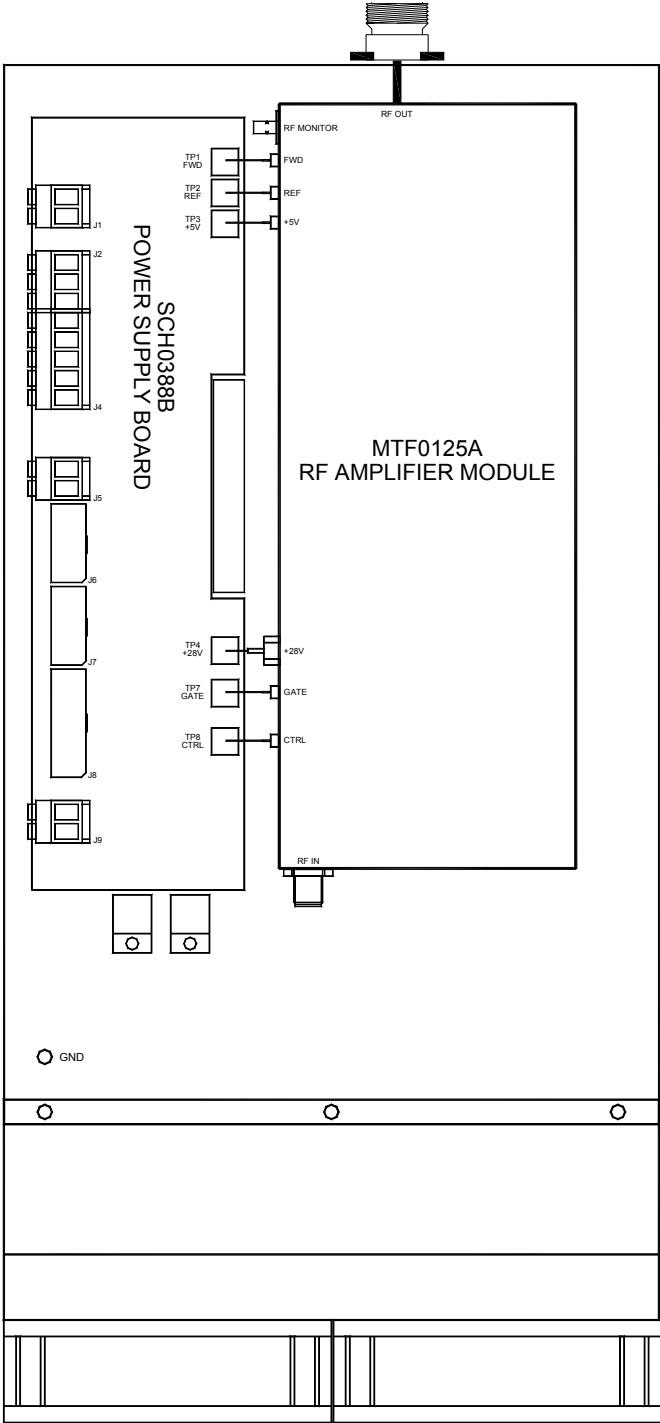 RF OUT
RF MONITOR
TP1
FWD
FWD
TP2
REF
REF
TP3
+5V
+5V
J1
J2
SCH0388B
POWER SUPPLY BOARD
J4
MTF0125A
RF AMPLIFIER MODULE
J5
J6
TP4
+28V
+28V
J7
TP7
GATE
GATE
TP8
CTRL
CTRL
J8
J9
RF IN
GND